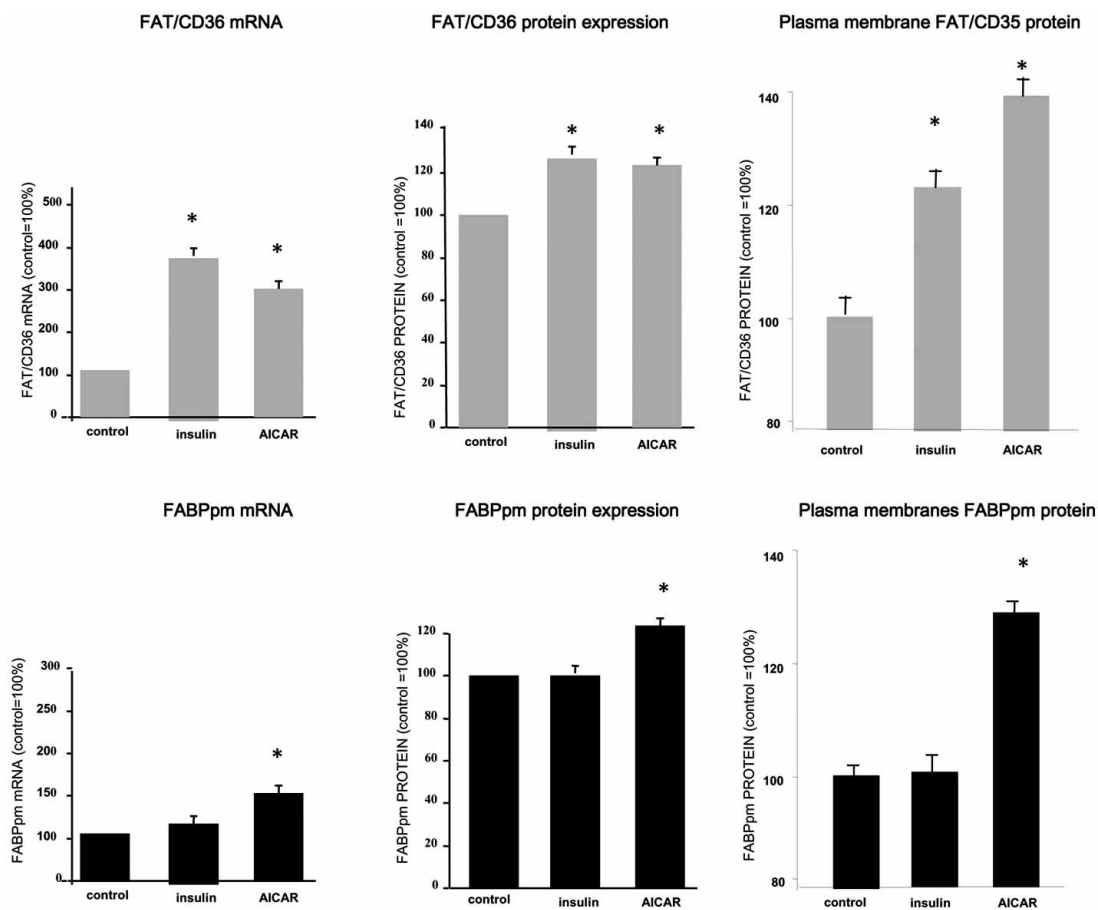 FAT/CD36 mRNA
FAT/CD36 mRNA (control=100%)
500
400
300
200
100
0
*
*
control
insulin
AICAR
FAT/CD36 protein expression
FAT/CD36 PROTEIN (control =100%)
140
120
100
80
60
40
20
0
*
*
control
insulin
AICAR
Plasma membrane FAT/CD35 protein
FAT/CD36 PROTEIN (control =100%)
140
120
100
80
*
*
control
insulin
AICAR
FABPpm mRNA
FABPpm mRNA (control=100%)
300
150
200
150
100
50
0
*
control
insulin
AICAR
FABPpm protein expression
FABPpm PROTEIN (control =100%)
120
100
80
60
40
20
0
*
control
insulin
AICAR
Plasma membranes FABPpm protein
FABPpm PROTEIN (control =100%)
140
120
100
80
*
control
insulin
AICAR